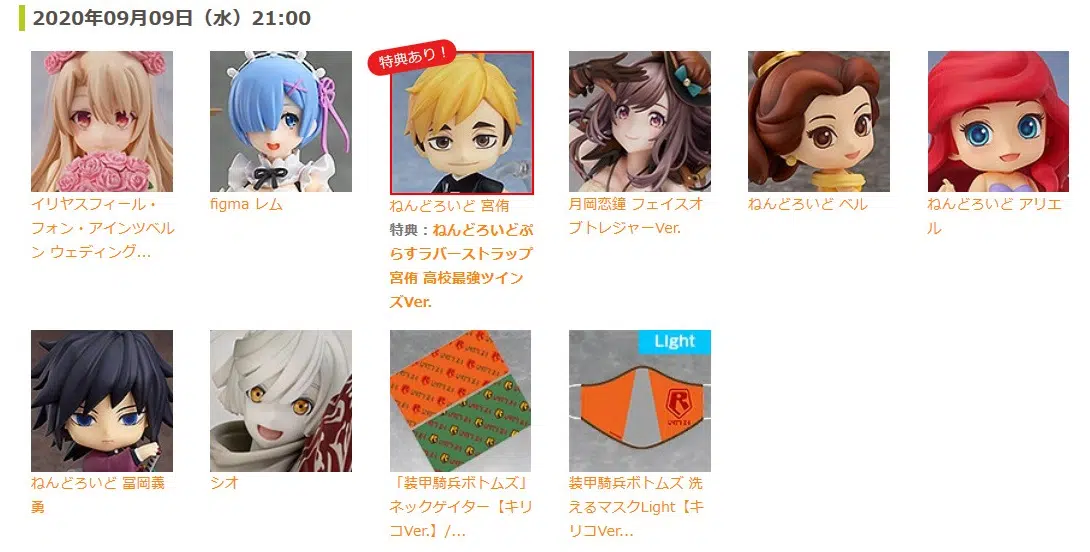 2020年09月09日（水）21:00
特典あり！
イリヤスフィール・
フォン・アインツベル
ン ウェディング...
figma レム
ねんどろいど 宮侑
特典：ねんどろいどぷ
らすラバーストラップ
宮侑 高校最強ツイン
ズVer.
月岡恋鐘 フェイスオ
ブトレジャーVer.
ねんどろいど ベル
ねんどろいど アリエ
ル
ねんどろいど 冨岡義
勇
シオ
「装甲騎兵ボトムズ」
ネックゲイター【キリ
コVer.】/...
Light
R
装甲騎兵ボトムズ 洗
えるマスクLight【キ
リコVer...